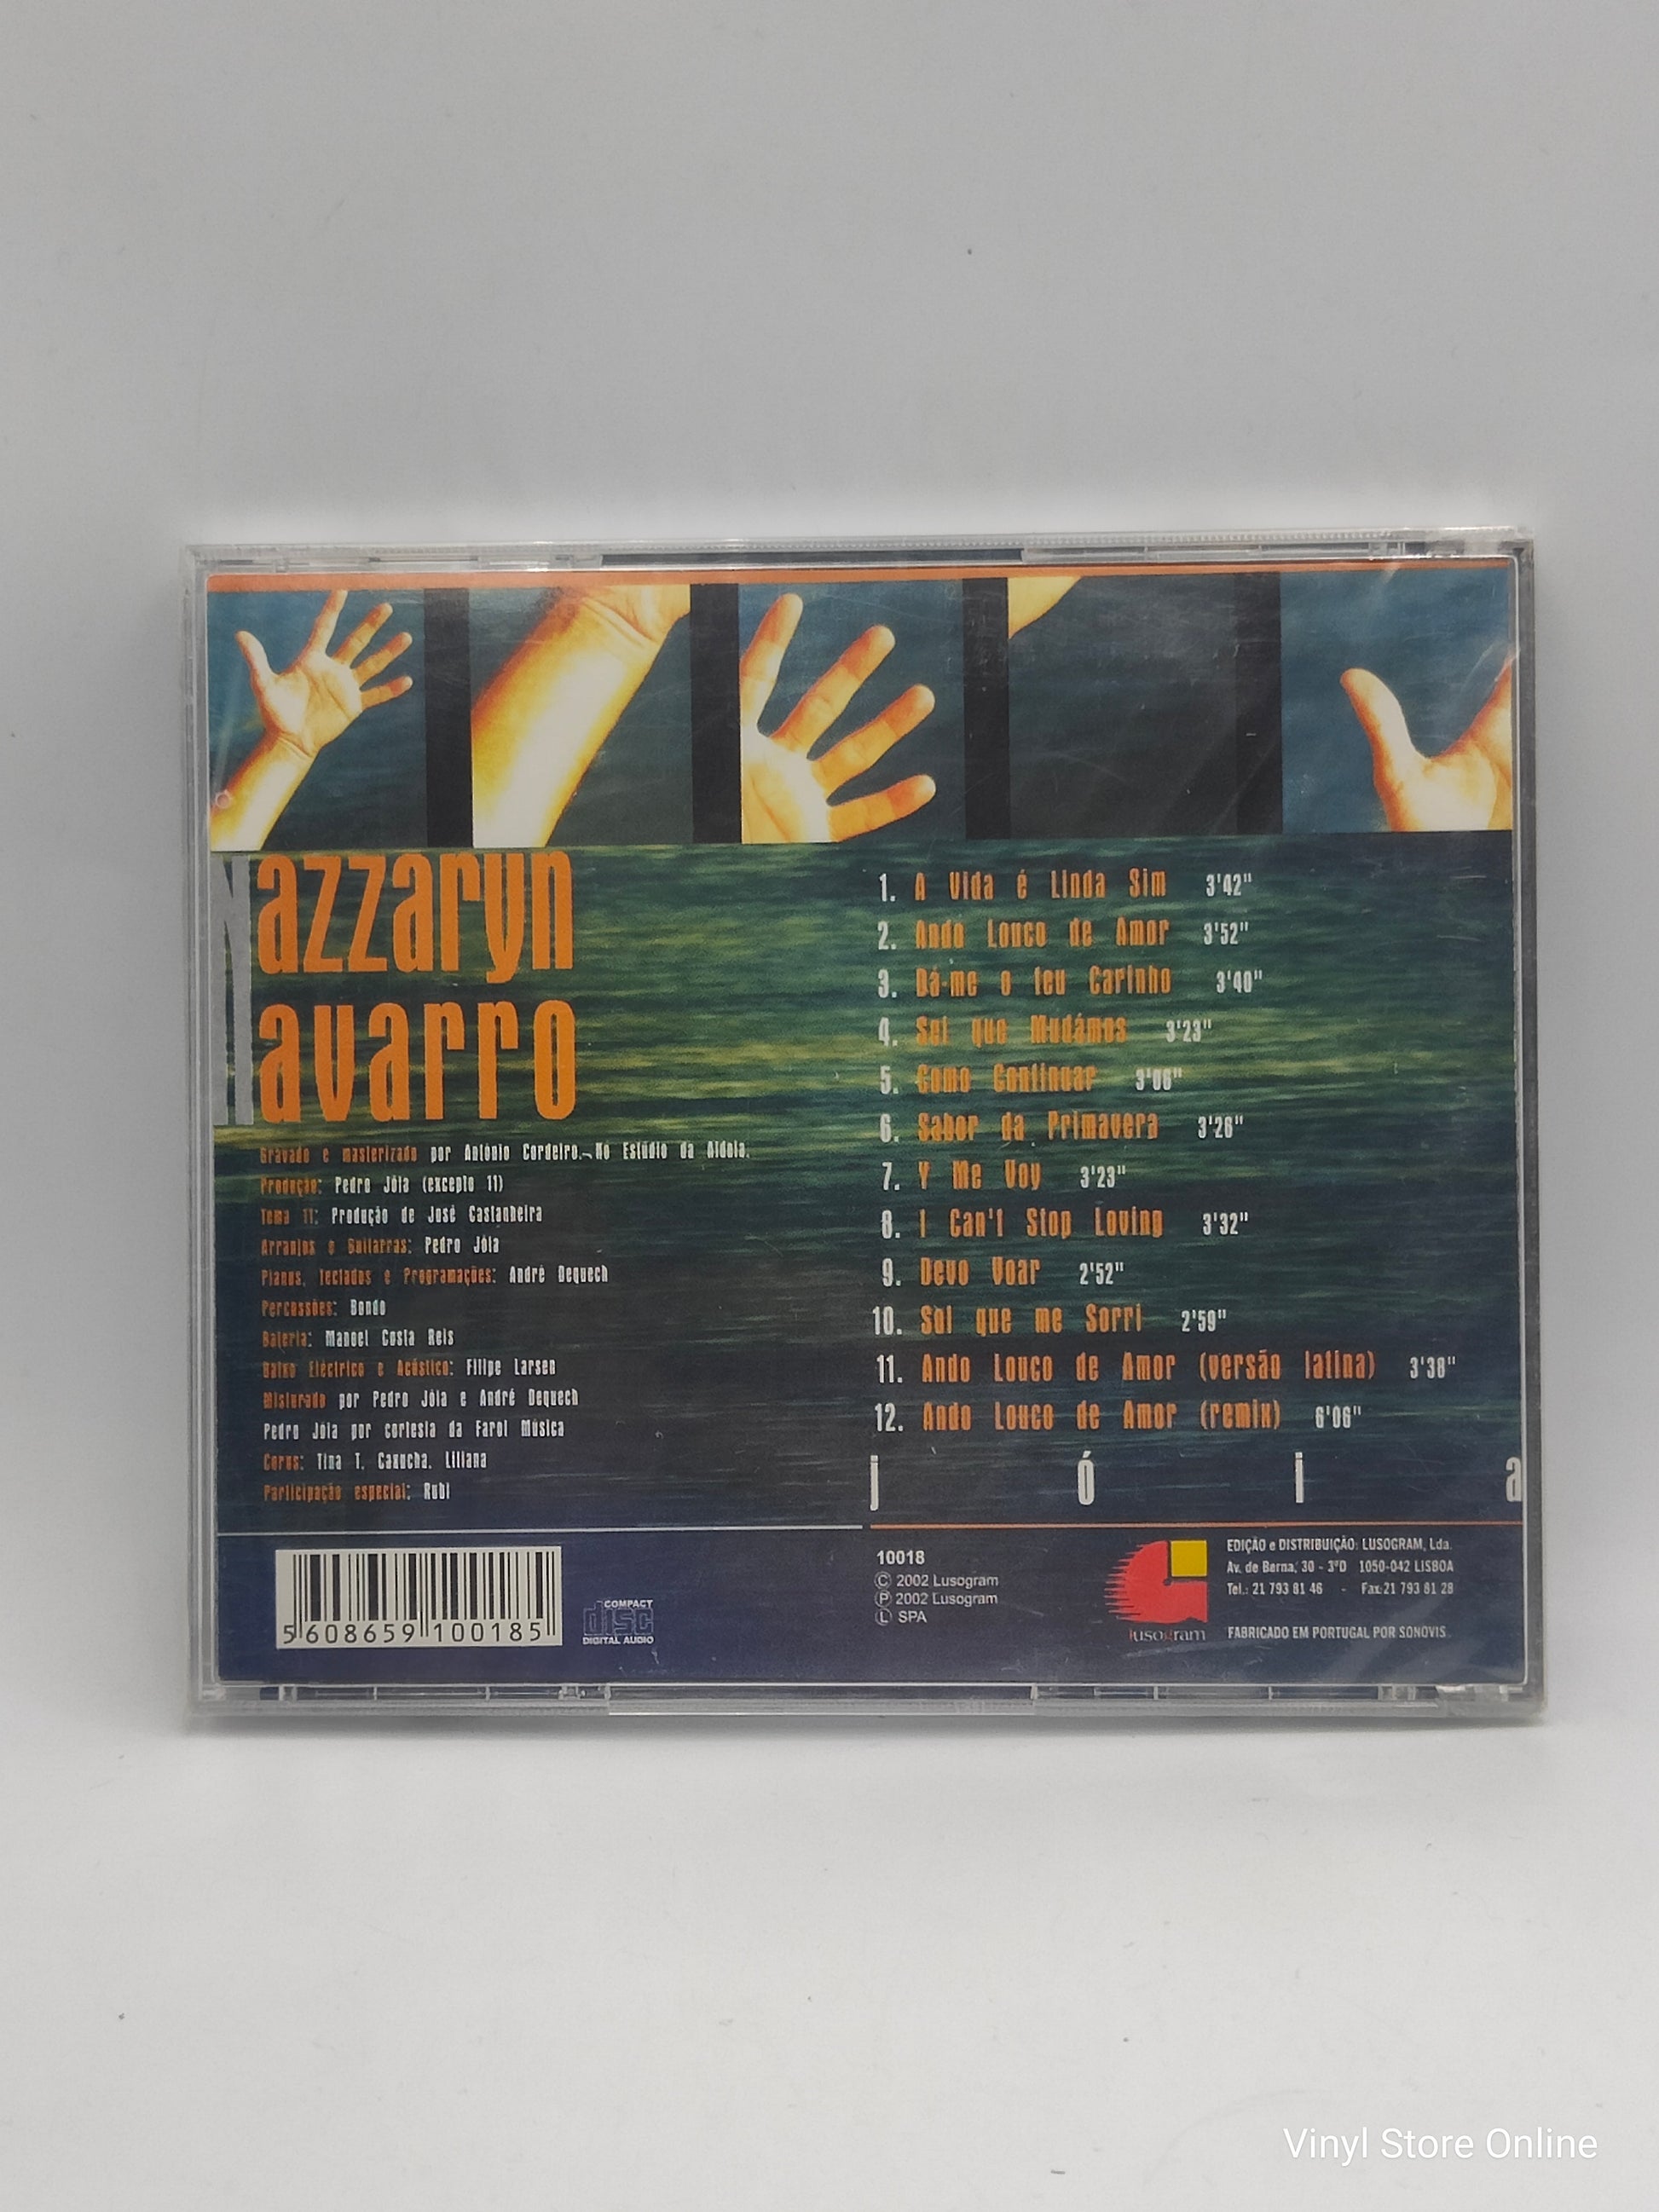 Nazzaryn
Navarro
Gravado e masterizado por António Cordeiro. No Estúdio da Aldeia.
Produção: Pedro Jóia (excepto 11)
Tema 11: Produção de José Castanheira
Arranjos e Guitarras: Pedro Jóia
Pianos, teclados e Programações: André Dequech
Percussões: Bondo
Bateria: Manoel Costa Reis
Baixo Eléctrico e Acústico: Filipe Larsen
Misturado por Pedro Jóia e André Dequech
Pedro Jóia por cortesia da Farol Música
Coros: Tina T. Caxucha. Liliana
Participação especial: Rubi
1. A Vida é Linda Sim 3'42"
2. Ando Louco de Amor 3'52"
3. Dá-me o teu Carinho 3'40"
4. Sei que Mudámos 3'23"
5. Como Continuar 3'06"
6. Sabor da Primavera 3'26"
7. Y Me Voy 3'23"
8. I Can't Stop Loving 3'32"
9. Devo Voar 2'52"
10. Sol que me Sorri 2'59"
11. Ando Louco de Amor (versão latina) 3'38"
12. Ando Louco de Amor (remix) 6'06"
jóia
5 608659 100185
COMPACT
disc
DIGITAL AUDIO
10018
© 2002 Lusogram
Ⓟ 2002 Lusogram
Ⓛ SPA
lusogram
EDIÇÃO e DISTRIBUIÇÃO: LUSOGRAM, Lda.
Av. de Berna, 30 - 3ºD 1050-042 LISBOA
Tel.: 21 793 81 46 - Fax:21 793 81 28
FABRICADO EM PORTUGAL POR SONOVIS
Vinyl Store Online